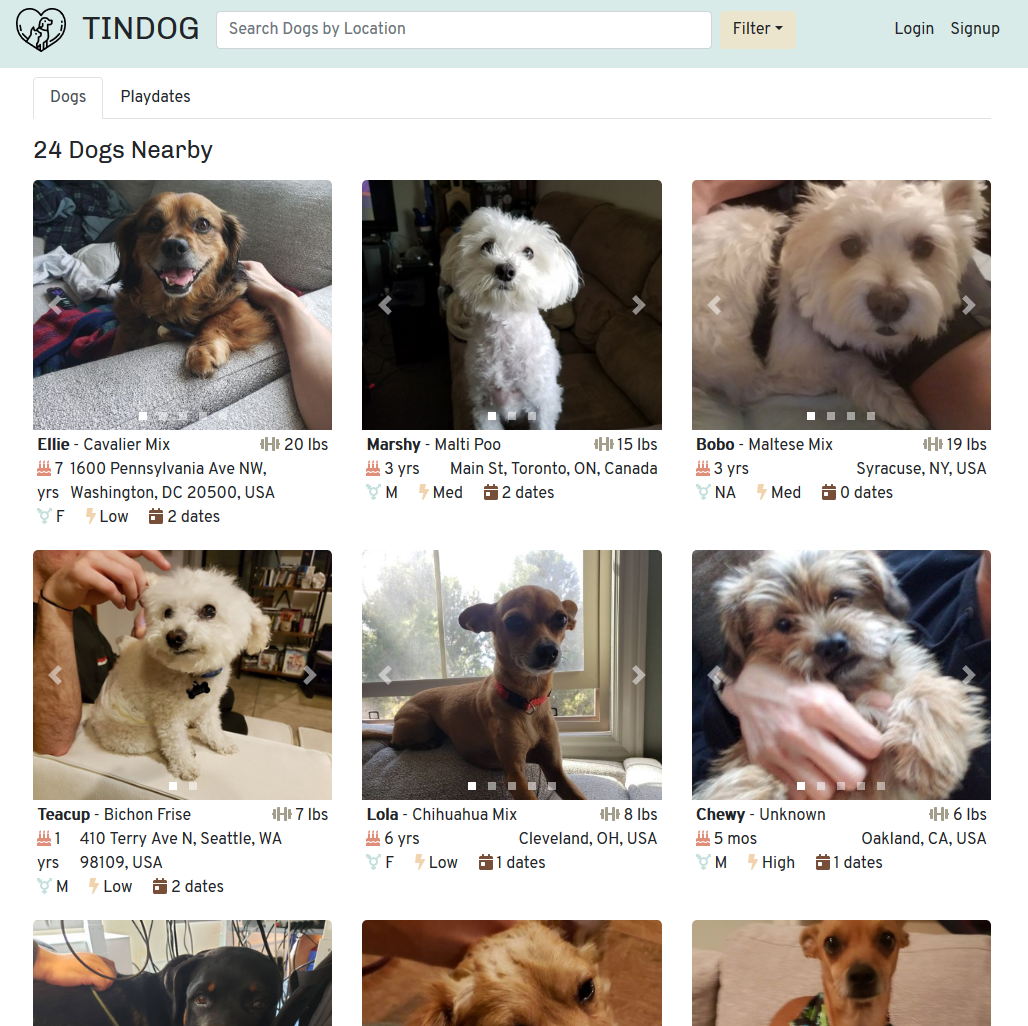 TINDOG
Search Dogs by Location
Filter
Login
Signup
Dogs
Playdates
24 Dogs Nearby
Ellie - Cavalier Mix
20 lbs
7 yrs
1600 Pennsylvania Ave NW,
Washington, DC 20500, USA
F
Low
2 dates
Marshy - Malti Poo
15 lbs
3 yrs
Main St, Toronto, ON, Canada
M
Med
2 dates
Bobo - Maltese Mix
19 lbs
3 yrs
Syracuse, NY, USA
NA
Med
0 dates
Teacup - Bichon Frise
7 lbs
1 yrs
410 Terry Ave N, Seattle, WA
98109, USA
M
Low
2 dates
Lola - Chihuahua Mix
8 lbs
6 yrs
Cleveland, OH, USA
F
Low
1 dates
Chewy - Unknown
6 lbs
5 mos
Oakland, CA, USA
M
High
1 dates